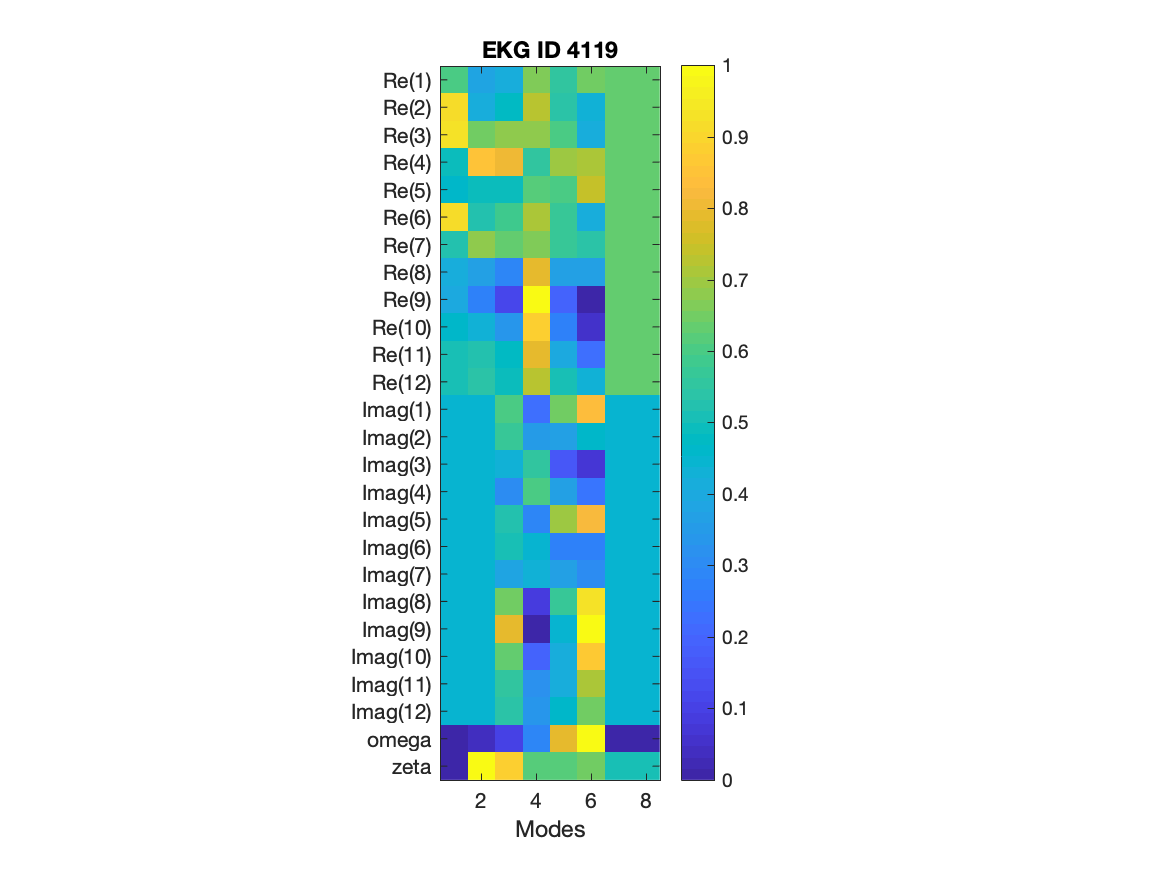 EKG ID 4119
Re(1)
Re(2)
Re(3)
Re(4)
Re(5)
Re(6)
Re(7)
Re(8)
Re(9)
Re(10)
Re(11)
Re(12)
Imag(1)
Imag(2)
Imag(3)
Imag(4)
Imag(5)
Imag(6)
Imag(7)
Imag(8)
Imag(9)
Imag(10)
Imag(11)
Imag(12)
omega
zeta
2 4 6 8
Modes
1
0.9
0.8
0.7
0.6
0.5
0.4
0.3
0.2
0.1
0